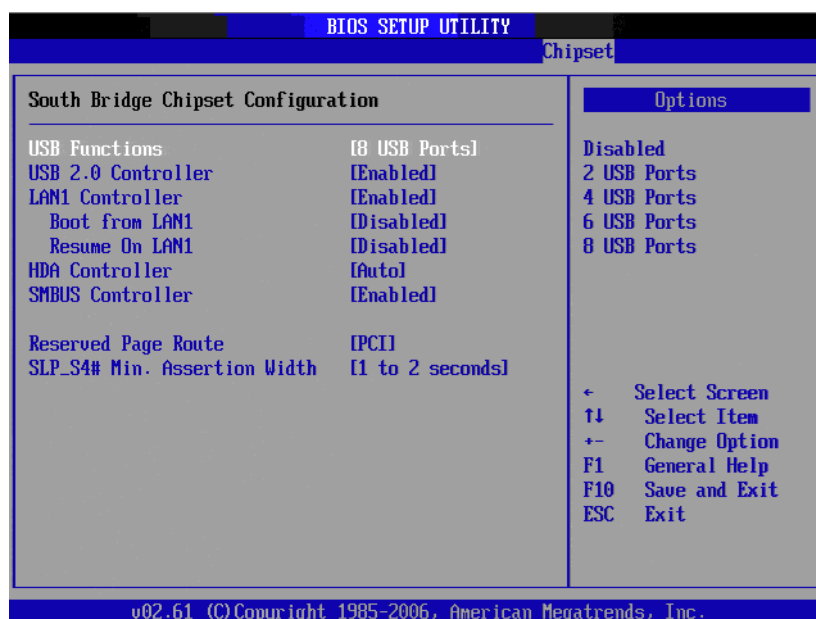 BIOS SETUP UTILITY
Chipset
South Bridge Chipset Configuration
USB Functions [8 USB Ports]
USB 2.0 Controller [Enabled]
LAN1 Controller [Enabled]
Boot from LAN1 [Disabled]
Resume On LAN1 [Disabled]
HDA Controller [Auto]
SMBUS Controller [Enabled]
Reserved Page Route [PCI]
SLP_S4# Min. Assertion Width [1 to 2 seconds]
Options
Disabled
2 USB Ports
4 USB Ports
6 USB Ports
8 USB Ports
← Select Screen
↑↓ Select Item
+- Change Option
F1 General Help
F10 Save and Exit
ESC Exit
v02.61 (C)Copyright 1985-2006, American Megatrends, Inc.